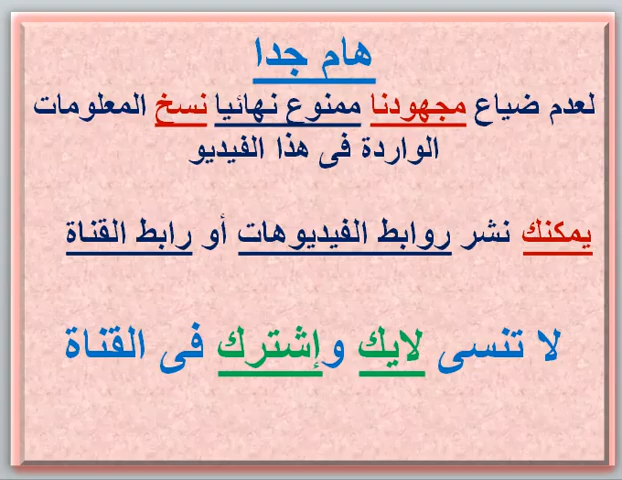 هام جدا
لعدم ضياع مجهودنا ممنوع نهائيا نسخ المعلومات
الواردة فى هذا الفيديو
يمكنك نشر روابط الفيديوهات أو رابط القناة
لا تنسى لايك وإشترك فى القناة